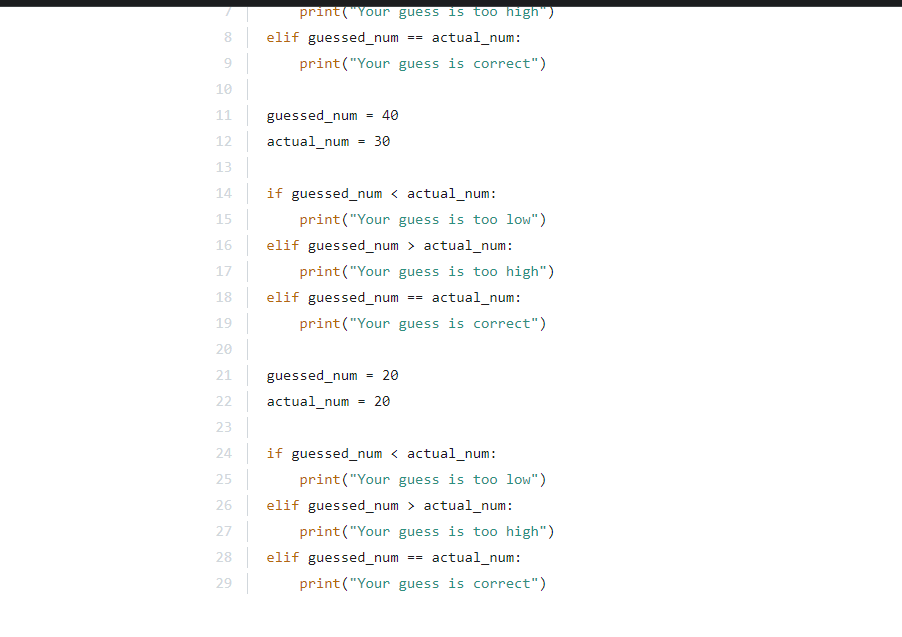 7 print("Your guess is too high")
8 elif guessed_num == actual_num:
9 print("Your guess is correct")
10
11 guessed_num = 40
12 actual_num = 30
13
14 if guessed_num < actual_num:
15 print("Your guess is too low")
16 elif guessed_num > actual_num:
17 print("Your guess is too high")
18 elif guessed_num == actual_num:
19 print("Your guess is correct")
20
21 guessed_num = 20
22 actual_num = 20
23
24 if guessed_num < actual_num:
25 print("Your guess is too low")
26 elif guessed_num > actual_num:
27 print("Your guess is too high")
28 elif guessed_num == actual_num:
29 print("Your guess is correct")